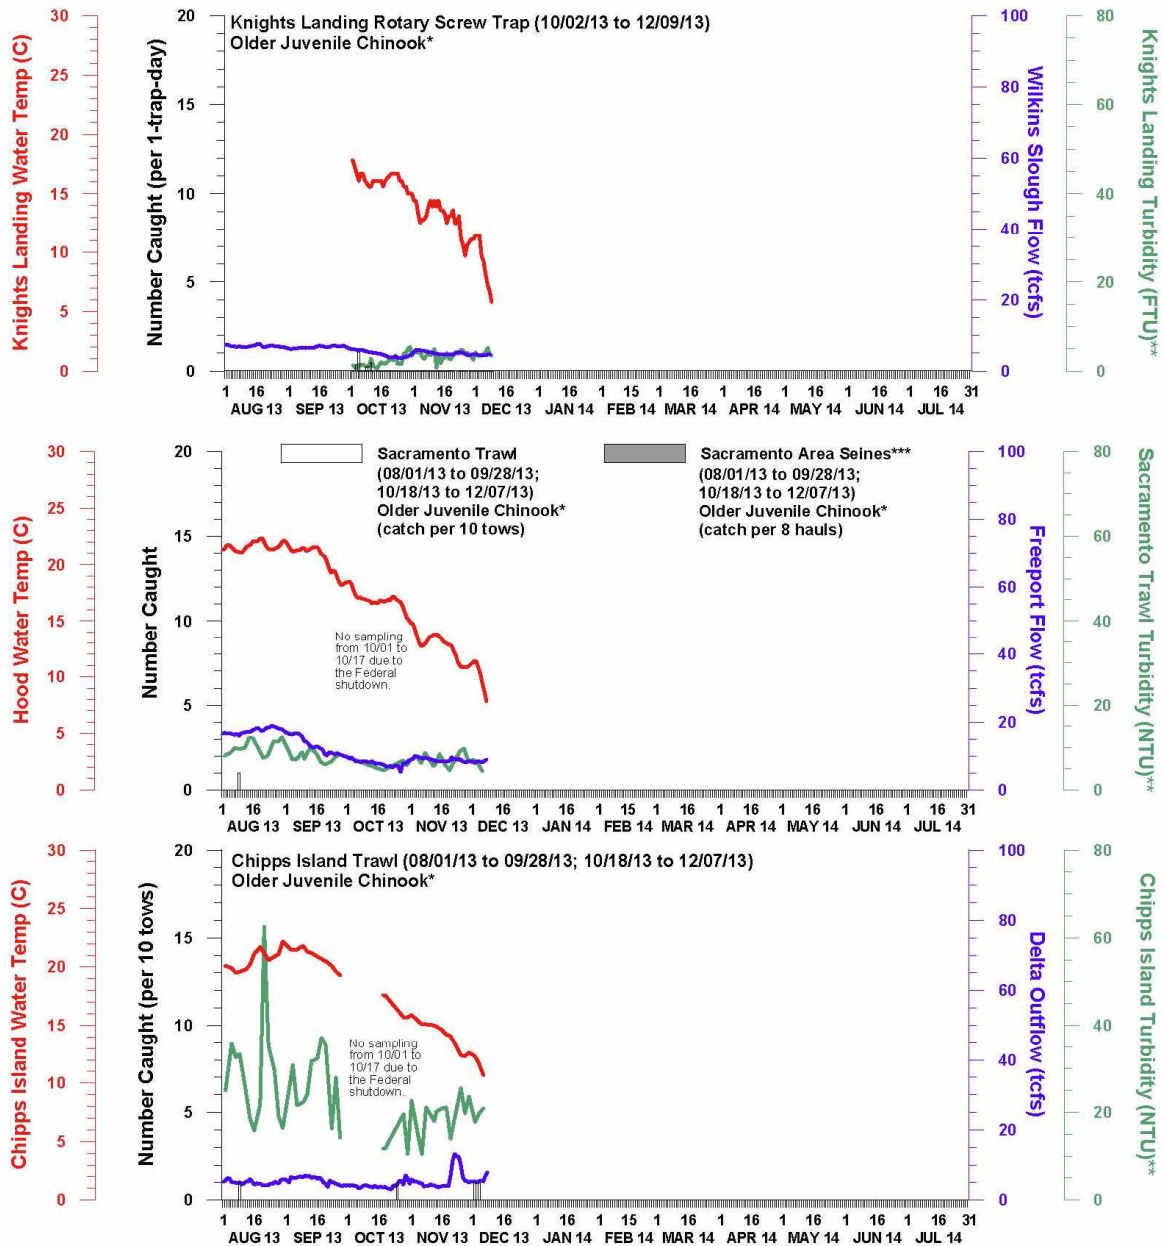 Knights Landing Rotary Screw Trap (10/02/13 to 12/09/13)
Older Juvenile Chinook*
Knights Landing Water Temp (C)
30
25
20
15
10
5
0
Number Caught (per 1-trap-day)
20
15
10
5
0
Wilkins Slough Flow (tcfs)
100
80
60
40
20
0
Knights Landing Turbidity (FTU)**
80
60
40
20
0
1 16 1 16 1 16 1 16 1 16 1 16 1 16 1 16 1 16 1 16 1 16 1 16 31
AUG 13 SEP 13 OCT 13 NOV 13 DEC 13 JAN 14 FEB 14 MAR 14 APR 14 MAY 14 JUN 14 JUL 14
Sacramento Trawl
(08/01/13 to 09/28/13;
10/18/13 to 12/07/13)
Older Juvenile Chinook*
(catch per 10 tows)
Sacramento Area Seines***
(08/01/13 to 09/28/13;
10/18/13 to 12/07/13)
Older Juvenile Chinook*
(catch per 8 hauls)
Hood Water Temp (C)
30
25
20
15
10
5
0
Number Caught
20
15
10
5
0
No sampling
from 10/01 to
10/17 due to
the Federal
shutdown.
Freeport Flow (tcfs)
100
80
60
40
20
0
Sacramento Trawl Turbidity (NTU)**
80
60
40
20
0
1 16 1 16 1 16 1 16 1 16 1 16 1 15 1 16 1 16 1 16 1 16 1 16 31
AUG 13 SEP 13 OCT 13 NOV 13 DEC 13 JAN 14 FEB 14 MAR 14 APR 14 MAY 14 JUN 14 JUL 14
Chipps Island Trawl (08/01/13 to 09/28/13; 10/18/13 to 12/07/13)
Older Juvenile Chinook*
Chipps Island Water Temp (C)
30
25
20
15
10
5
0
Number Caught (per 10 tows)
20
15
10
5
0
No sampling
from 10/01 to
10/17 due to
the Federal
shutdown.
Delta Outflow (tcfs)
100
80
60
40
20
0
Chipps Island Turbidity (NTU)**
80
60
40
20
0
1 16 1 16 1 16 1 16 1 16 1 16 1 15 1 16 1 16 1 16 1 16 1 16 31
AUG 13 SEP 13 OCT 13 NOV 13 DEC 13 JAN 14 FEB 14 MAR 14 APR 14 MAY 14 JUN 14 JUL 14